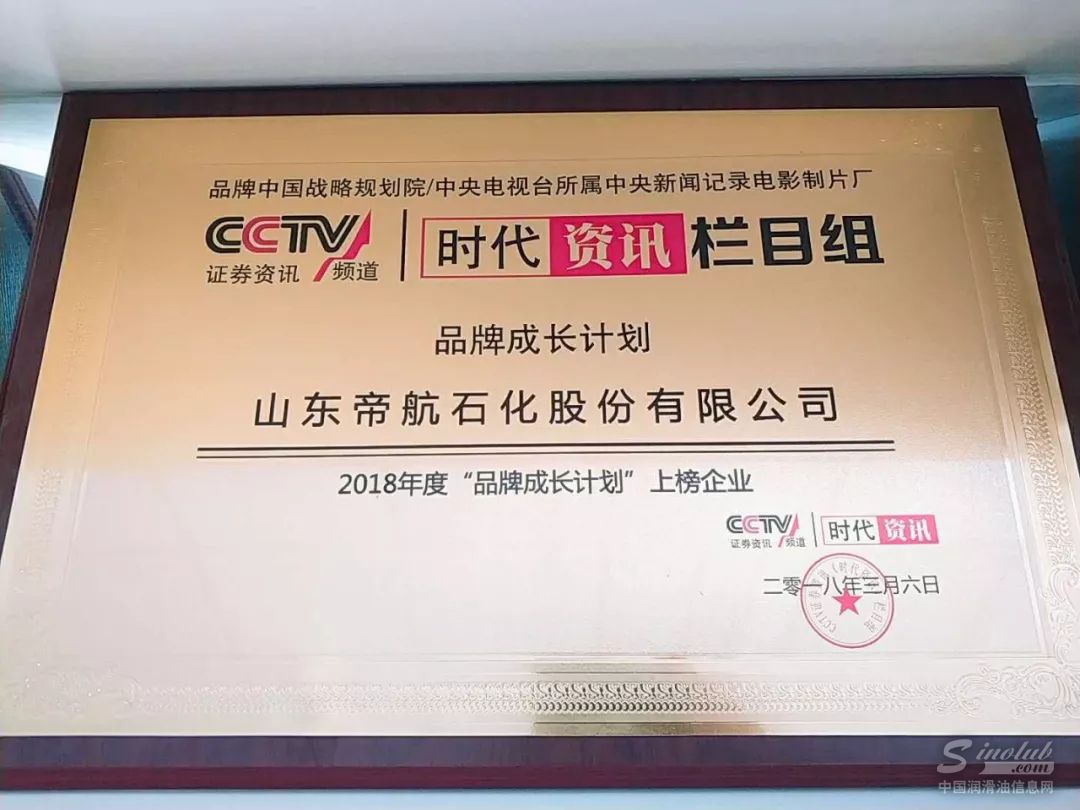 品牌中国战略规划院/中央电视台所属中央新闻记录电影制片厂
CCTV 时代资讯栏目组
证券资讯 频道
品牌成长计划
山东帝航石化股份有限公司
2018年度“品牌成长计划”上榜企业
CCTV 时代资讯
证券资讯 频道
二零一八年三月六日
Sinolub
.com
中国润滑油信息网